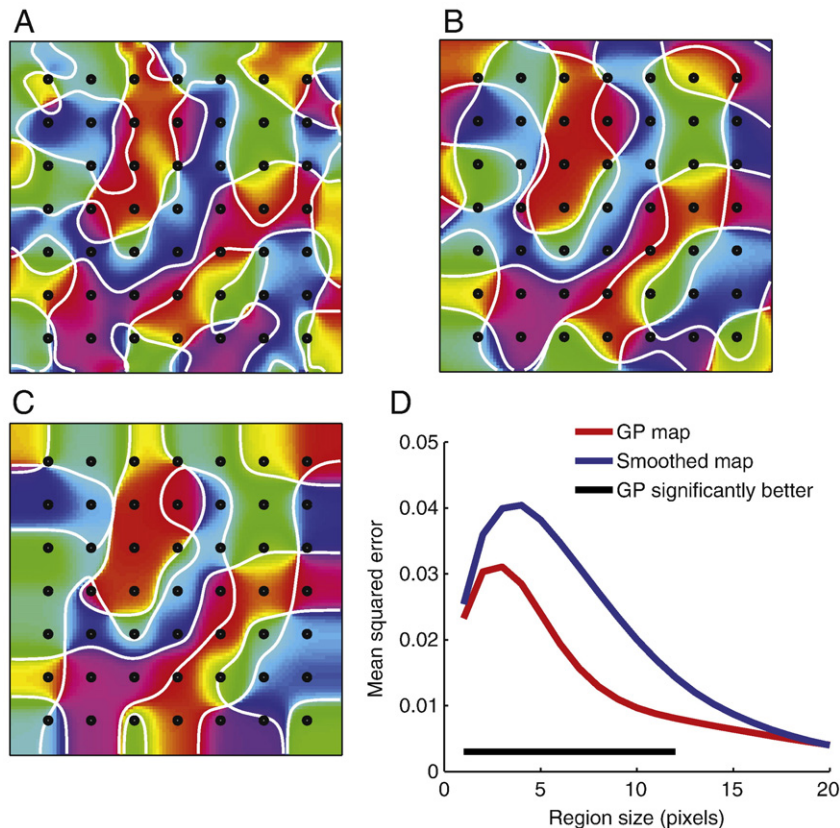 A
B
C
D
0.05
0.04
0.03
0.02
0.01
0
Mean squared error
GP map
Smoothed map
GP significantly better
0 5 10 15 20
Region size (pixels)